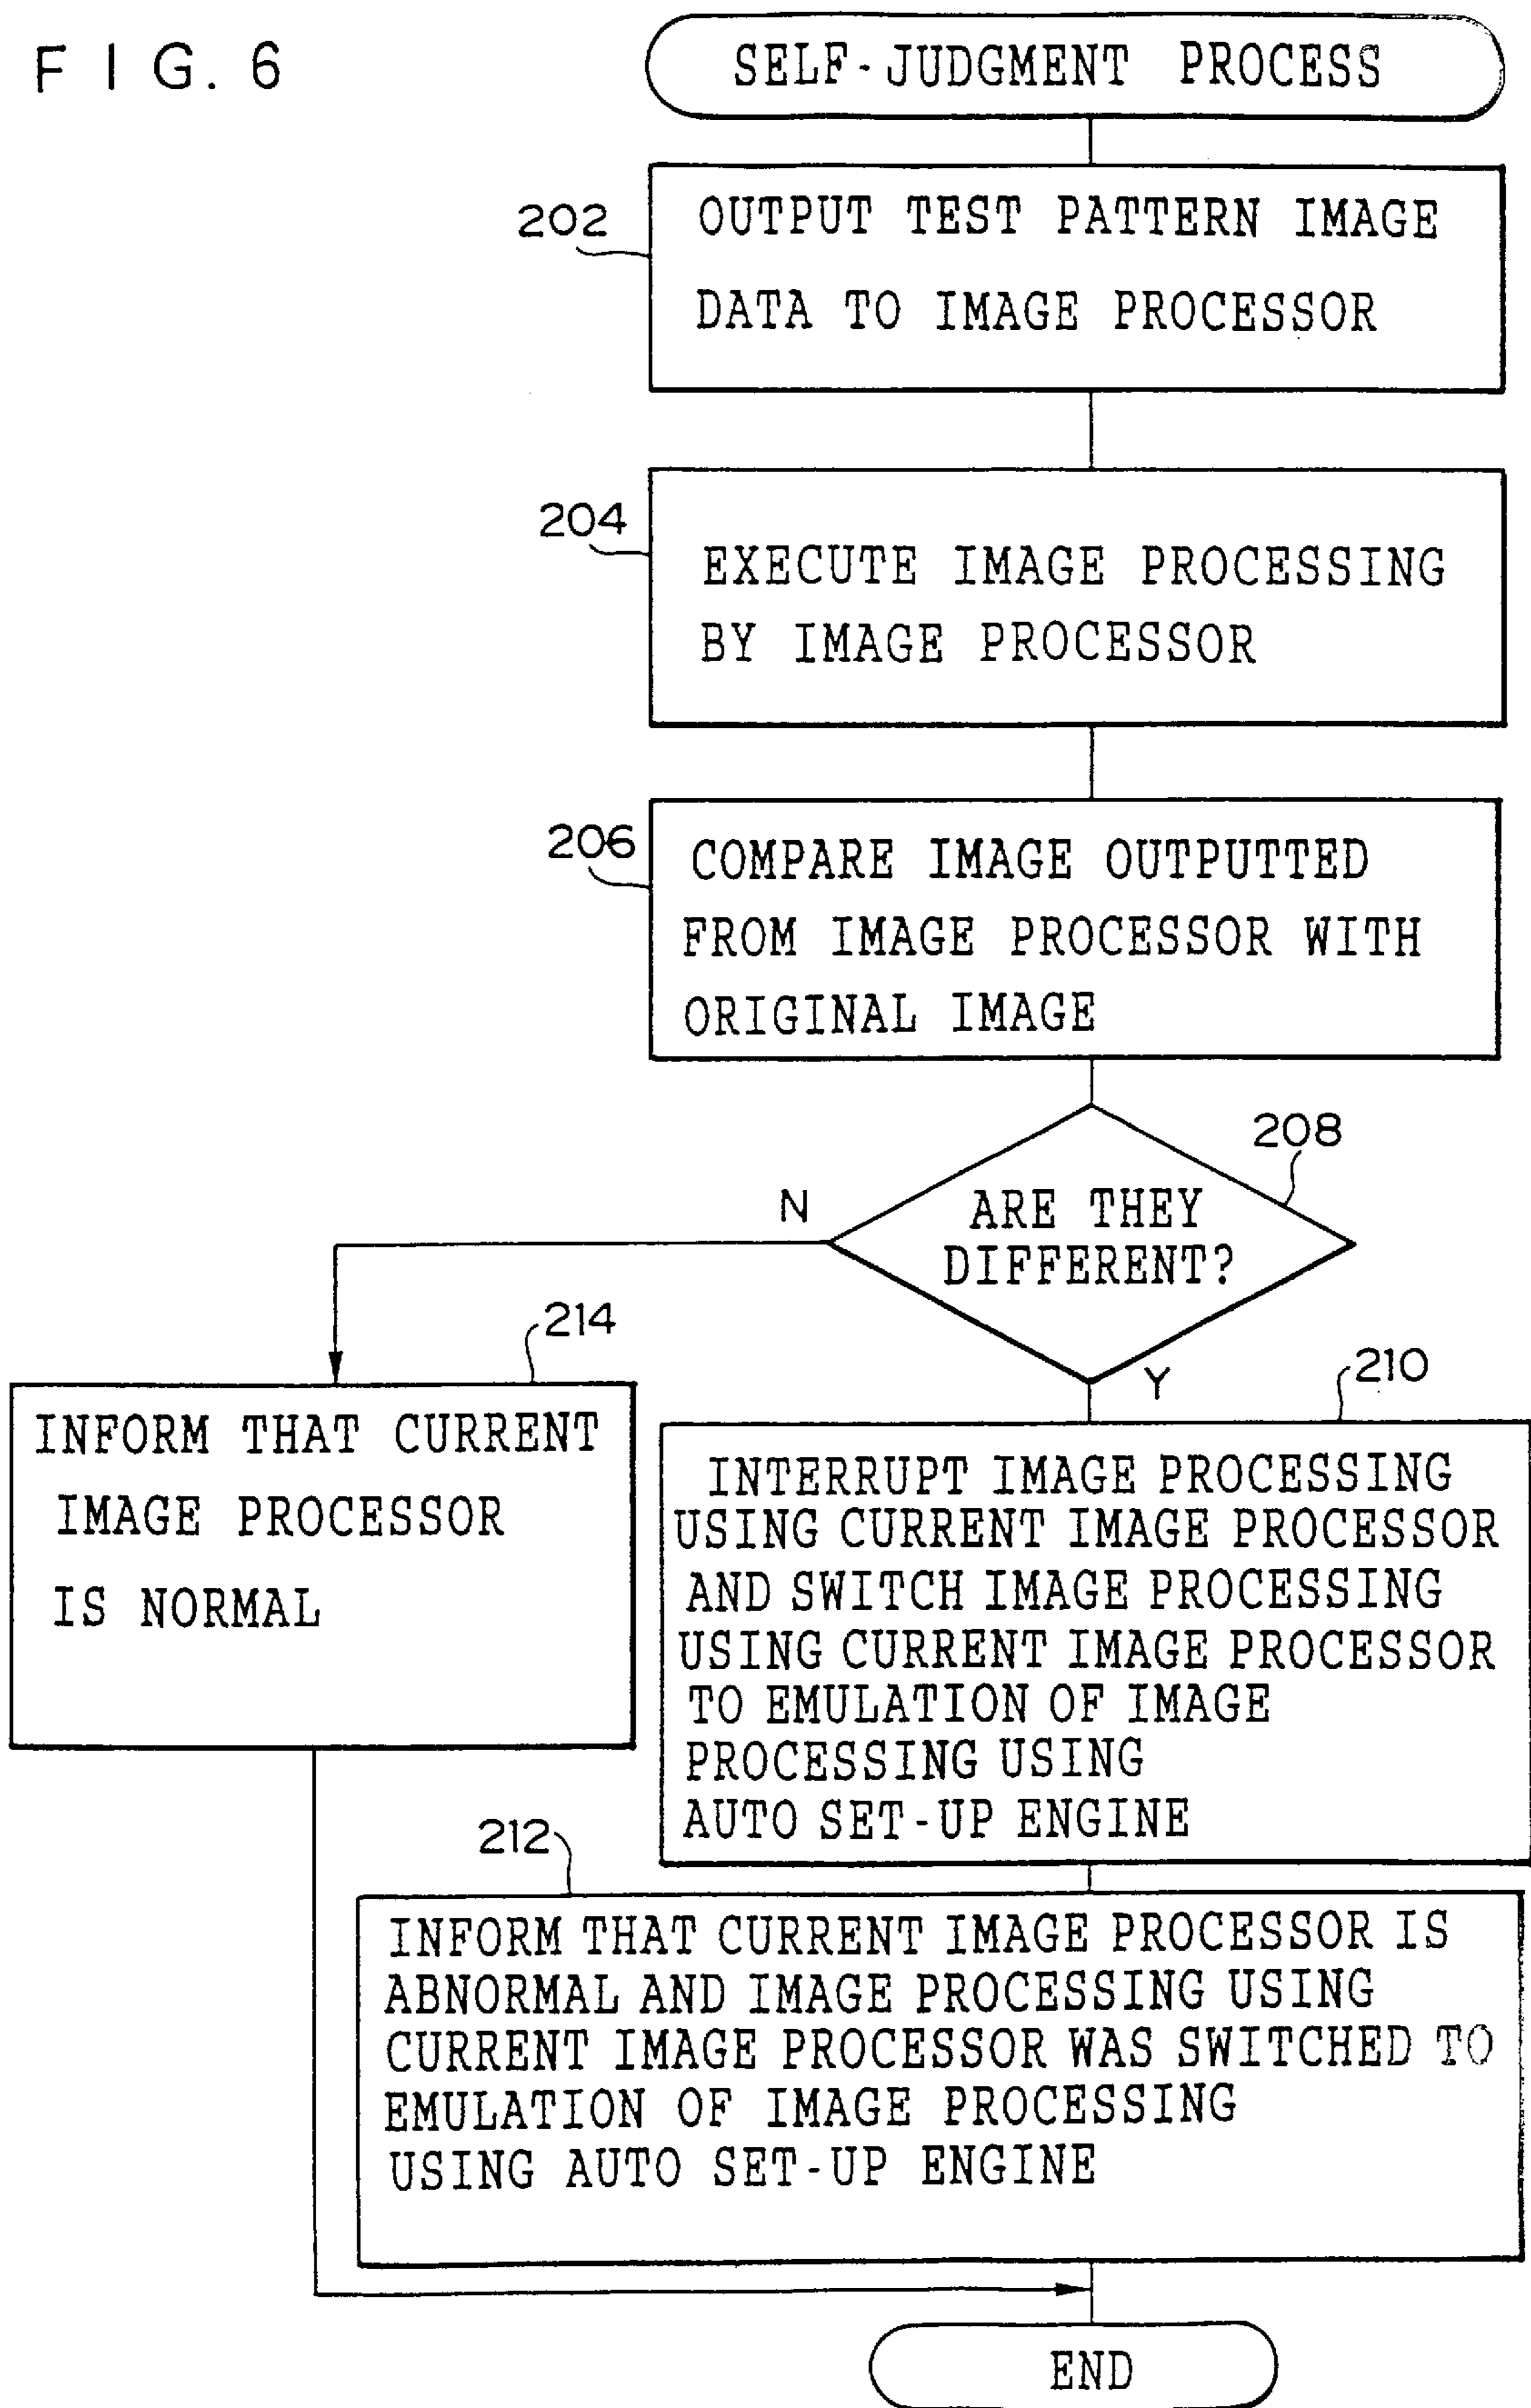 F I G. 6
SELF-JUDGMENT PROCESS
202
OUTPUT TEST PATTERN IMAGE
DATA TO IMAGE PROCESSOR
204
EXECUTE IMAGE PROCESSING
BY IMAGE PROCESSOR
206
COMPARE IMAGE OUTPUTTED
FROM IMAGE PROCESSOR WITH
ORIGINAL IMAGE
208
N
ARE THEY
DIFFERENT?
Y
214
INFORM THAT CURRENT
IMAGE PROCESSOR
IS NORMAL
210
INTERRUPT IMAGE PROCESSING
USING CURRENT IMAGE PROCESSOR
AND SWITCH IMAGE PROCESSING
USING CURRENT IMAGE PROCESSOR
TO EMULATION OF IMAGE
PROCESSING USING
AUTO SET-UP ENGINE
212
INFORM THAT CURRENT IMAGE PROCESSOR IS
ABNORMAL AND IMAGE PROCESSING USING
CURRENT IMAGE PROCESSOR WAS SWITCHED TO
EMULATION OF IMAGE PROCESSING
USING AUTO SET-UP ENGINE
END